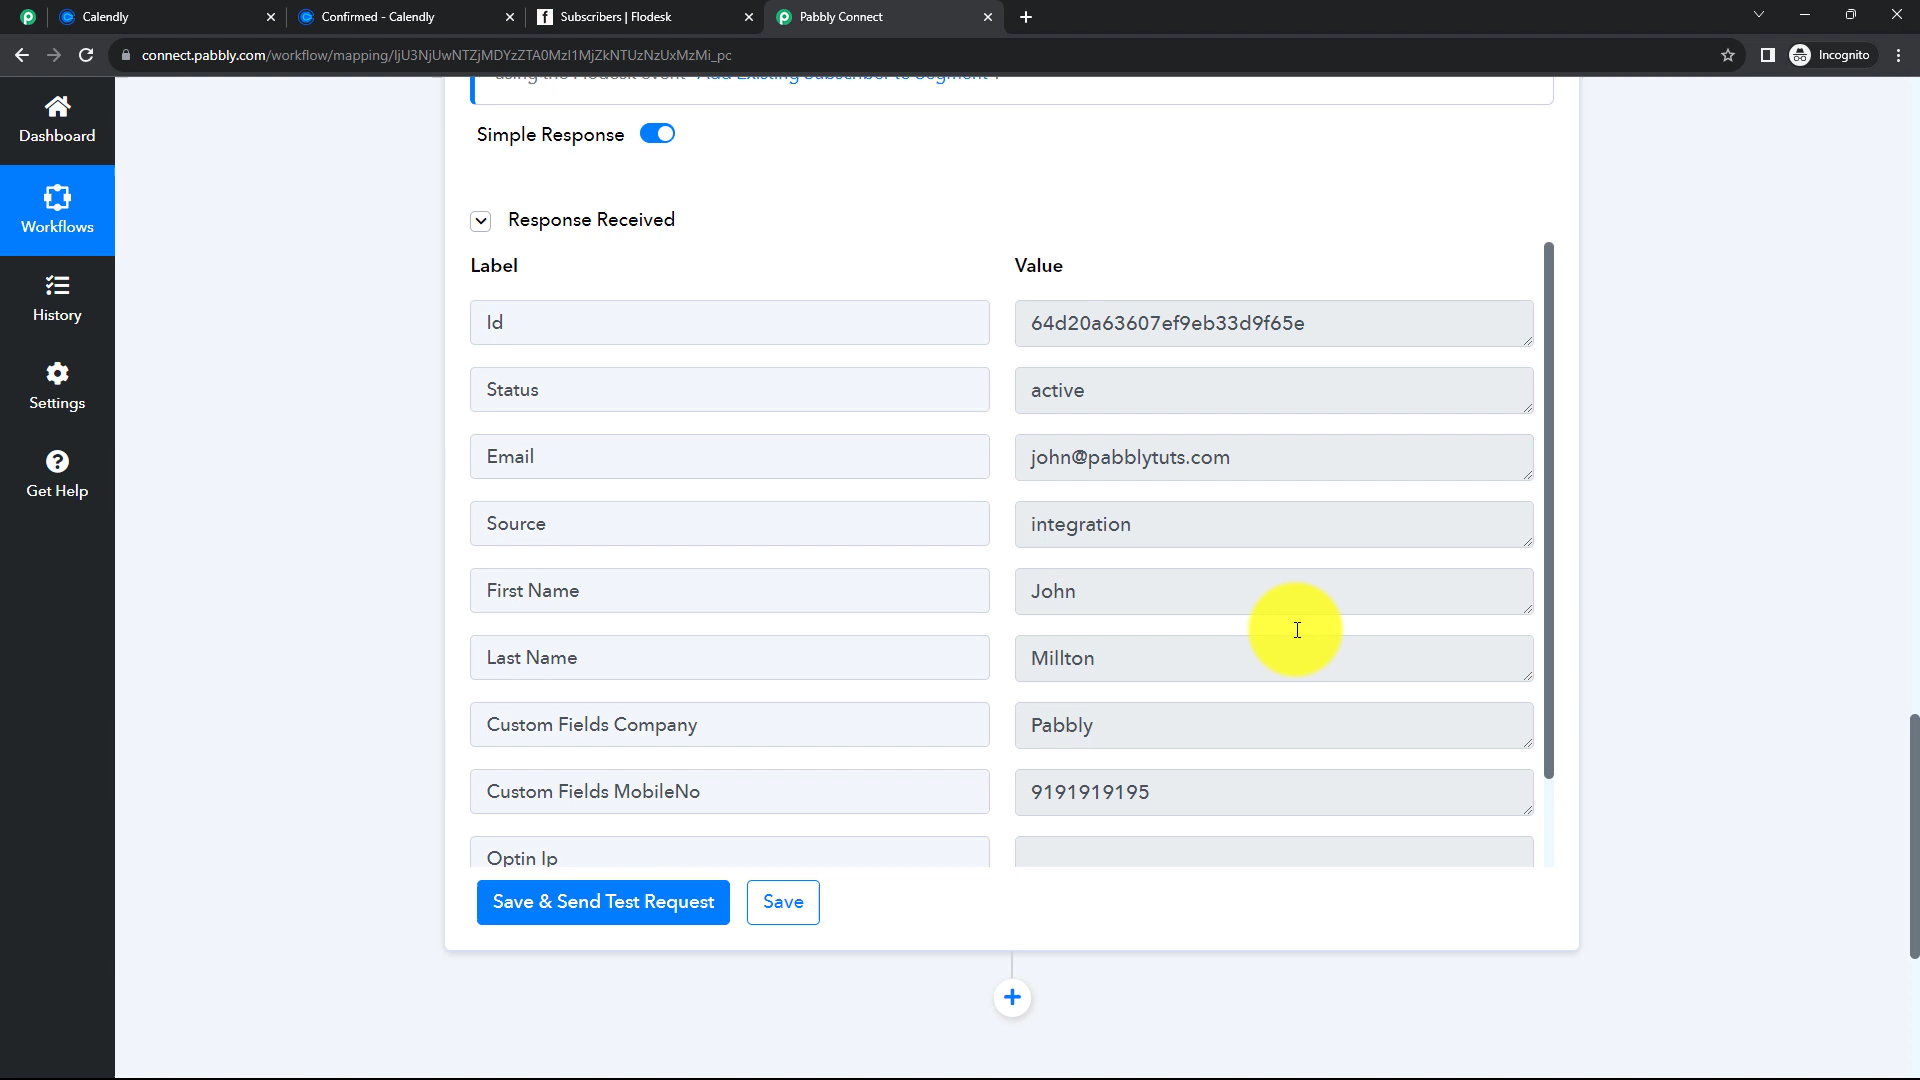 Calendly
Confirmed - Calendly
Subscribers | Flodesk
Pabbly Connect
connect.pabbly.com/workflow/mapping/IjU3NjUwNTZjMDYzZTA0MzI1MjZkNTUzNzUxMzMi_pc
Incognito
using the Flodesk event "Add Existing Subscriber to Segment".
Dashboard
Workflows
History
Settings
Get Help
Simple Response
Response Received
Label
Value
Id
64d20a63607ef9eb33d9f65e
Status
active
Email
john@pabblytuts.com
Source
integration
First Name
John
Last Name
Millton
Custom Fields Company
Pabbly
Custom Fields MobileNo
9191919195
Optin Ip
Save & Send Test Request
Save